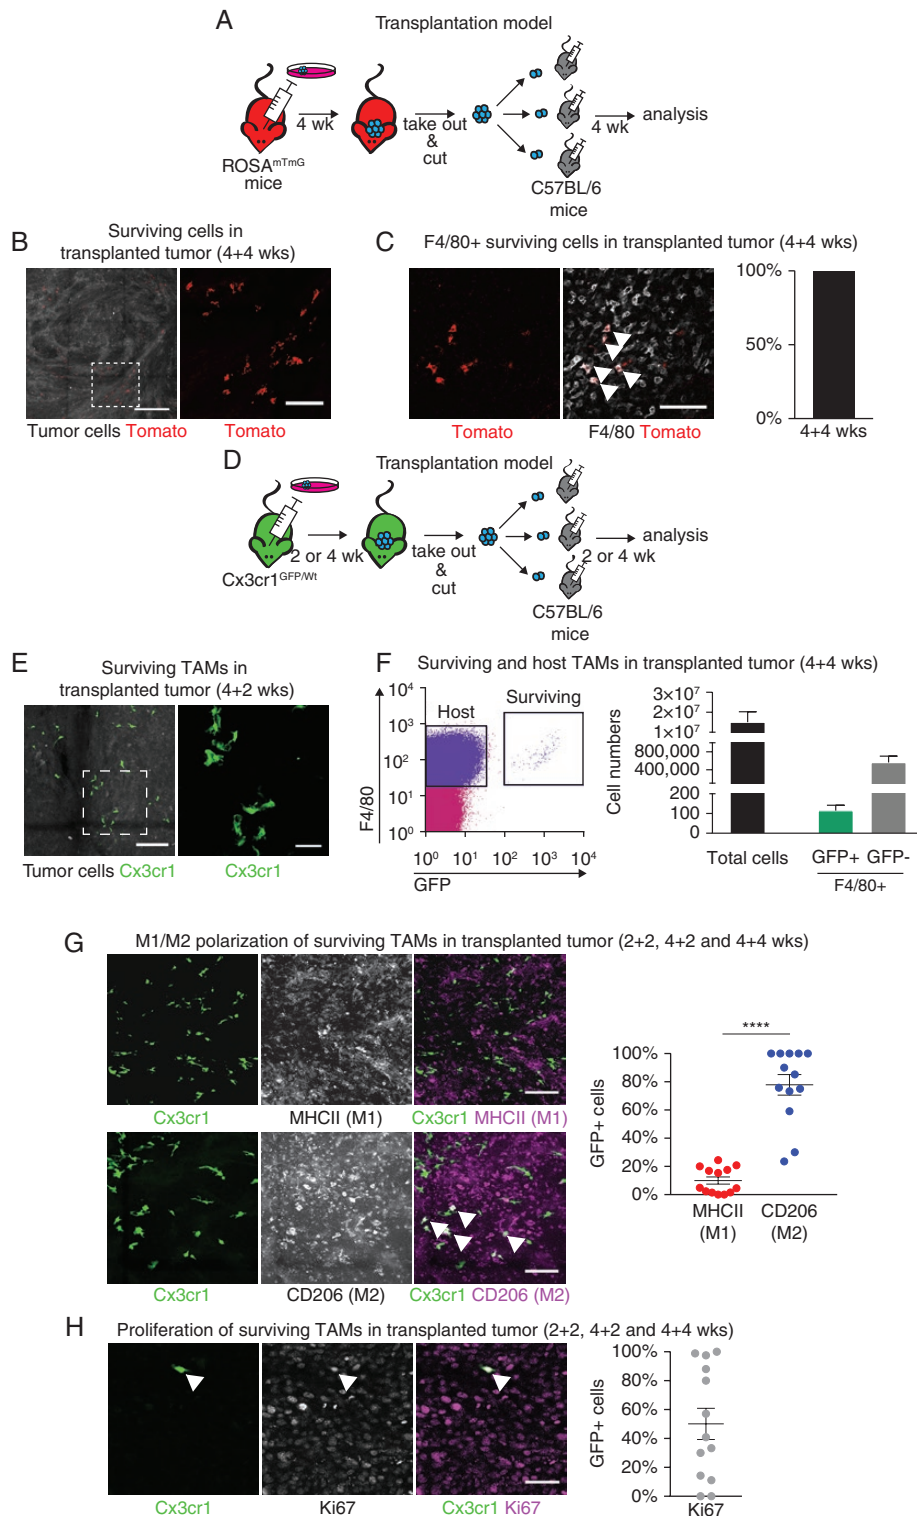 A
Transplantation model
4 wk
take out
&
cut
4 wk
analysis
ROSAmTmG
mice
C57BL/6
mice
B
Surviving cells in
transplanted tumor (4+4 wks)
Tumor cells Tomato
Tomato
C
F4/80+ surviving cells in transplanted tumor (4+4 wks)
Tomato
F4/80 Tomato
100%
50%
0%
4+4 wks
D
Transplantation model
2 or 4 wk
take out
&
cut
2 or 4 wk
analysis
Cx3cr1GFP/Wt
C57BL/6
mice
E
Surviving TAMs in
transplanted tumor (4+2 wks)
Tumor cells Cx3cr1
Cx3cr1
F
Surviving and host TAMs in transplanted tumor (4+4 wks)
F4/80
10⁴
10³
10²
10¹
10⁰
Host
Surviving
10⁰ 10¹ 10² 10³ 10⁴
GFP
Cell numbers
3×10⁷
2×10⁷
1×10⁷
800,000
400,000
200
100
0
Total cells
GFP+ GFP-
F4/80+
G
M1/M2 polarization of surviving TAMs in transplanted tumor (2+2, 4+2 and 4+4 wks)
Cx3cr1
MHCII (M1)
Cx3cr1 MHCII (M1)
Cx3cr1
CD206 (M2)
Cx3cr1 CD206 (M2)
****
GFP+ cells
100%
80%
60%
40%
20%
0%
MHCII
(M1)
CD206
(M2)
H
Proliferation of surviving TAMs in transplanted tumor (2+2, 4+2 and 4+4 wks)
Cx3cr1
Ki67
Cx3cr1 Ki67
GFP+ cells
100%
80%
60%
40%
20%
0%
Ki67